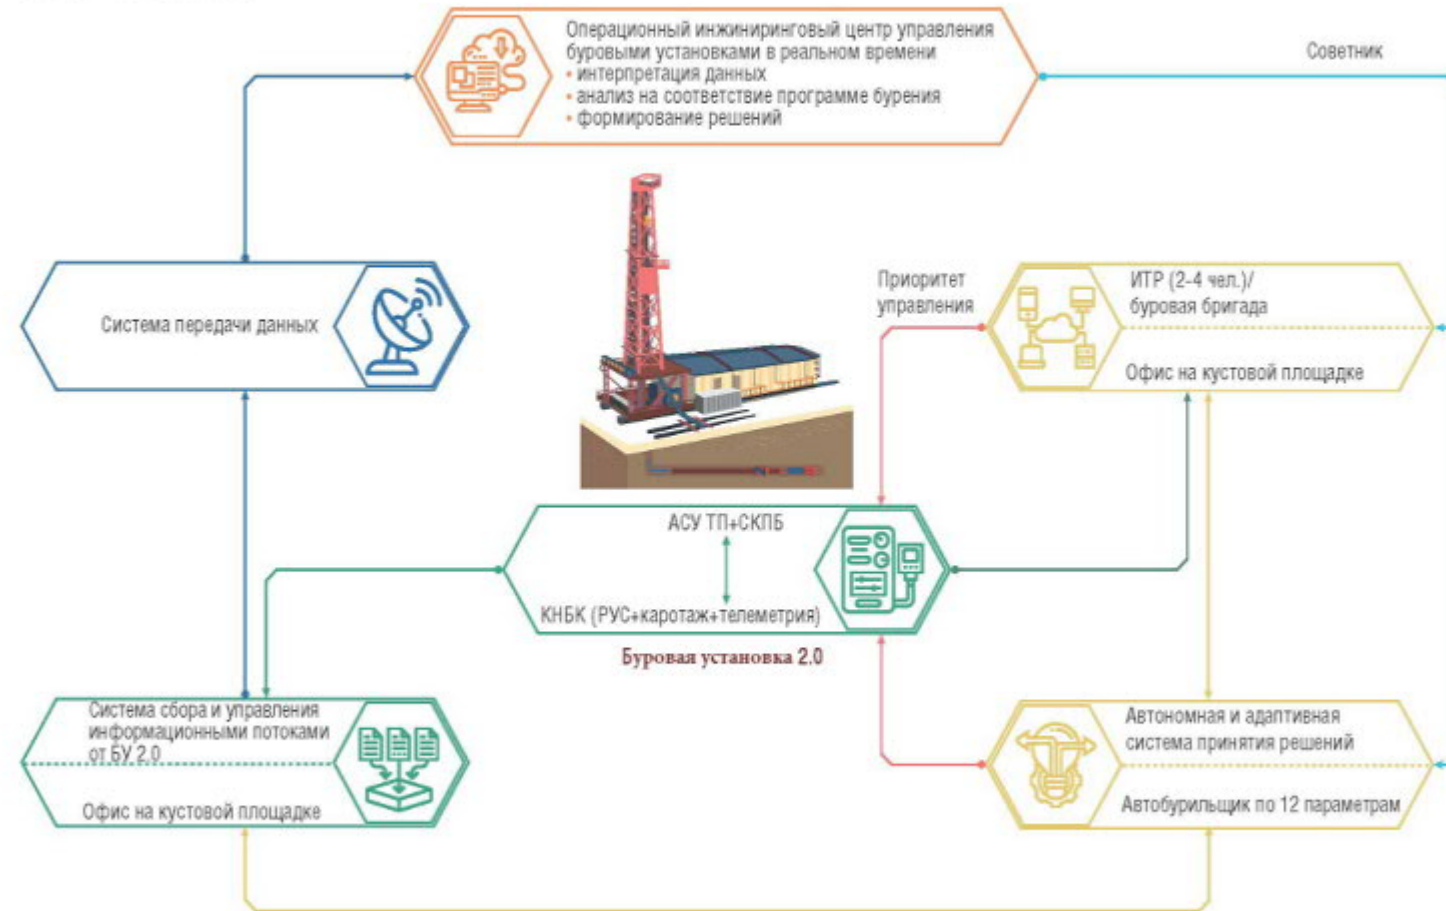 Операционный инжиниринговый центр управления
буровыми установками в реальном времени
• интерпретация данных
• анализ на соответствие программе бурения
• формирование решений
Советник
Система передачи данных
Приоритет
управления
ИТР (2-4 чел.)/
буровая бригада
Офис на кустовой площадке
АСУ ТП+СКПБ
КНБК (РУС+каротаж+телеметрия)
Буровая установка 2.0
Система сбора и управления
информационными потоками
от БУ 2.0
Офис на кустовой площадке
Автономная и адаптивная
система принятия решений
Автобурильщик по 12 параметрам